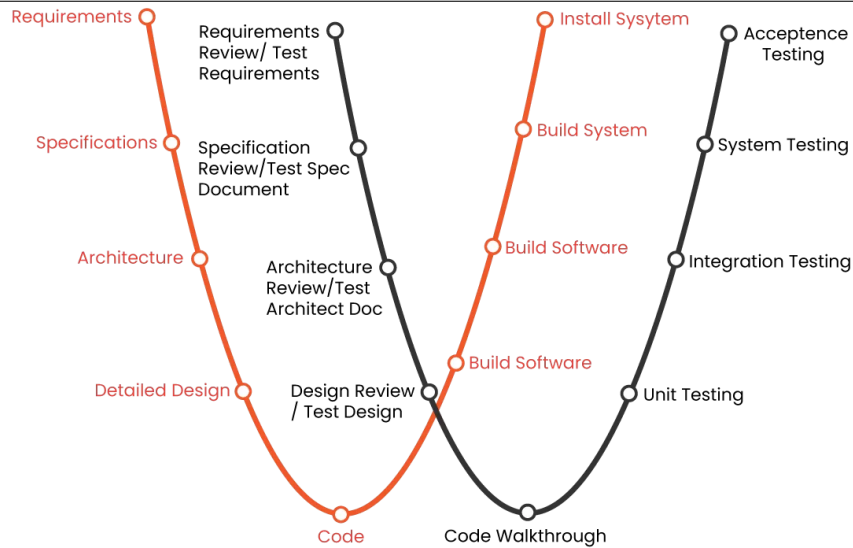 Requirements
Requirements
Review/ Test
Requirements
Install Sysytem
Acceptence
Testing
Specifications
Specification
Review/Test Spec
Document
Build System
System Testing
Architecture
Architecture
Review/Test
Architect Doc
Build Software
Integration Testing
Detailed Design
Design Review
/ Test Design
Build Software
Unit Testing
Code
Code Walkthrough